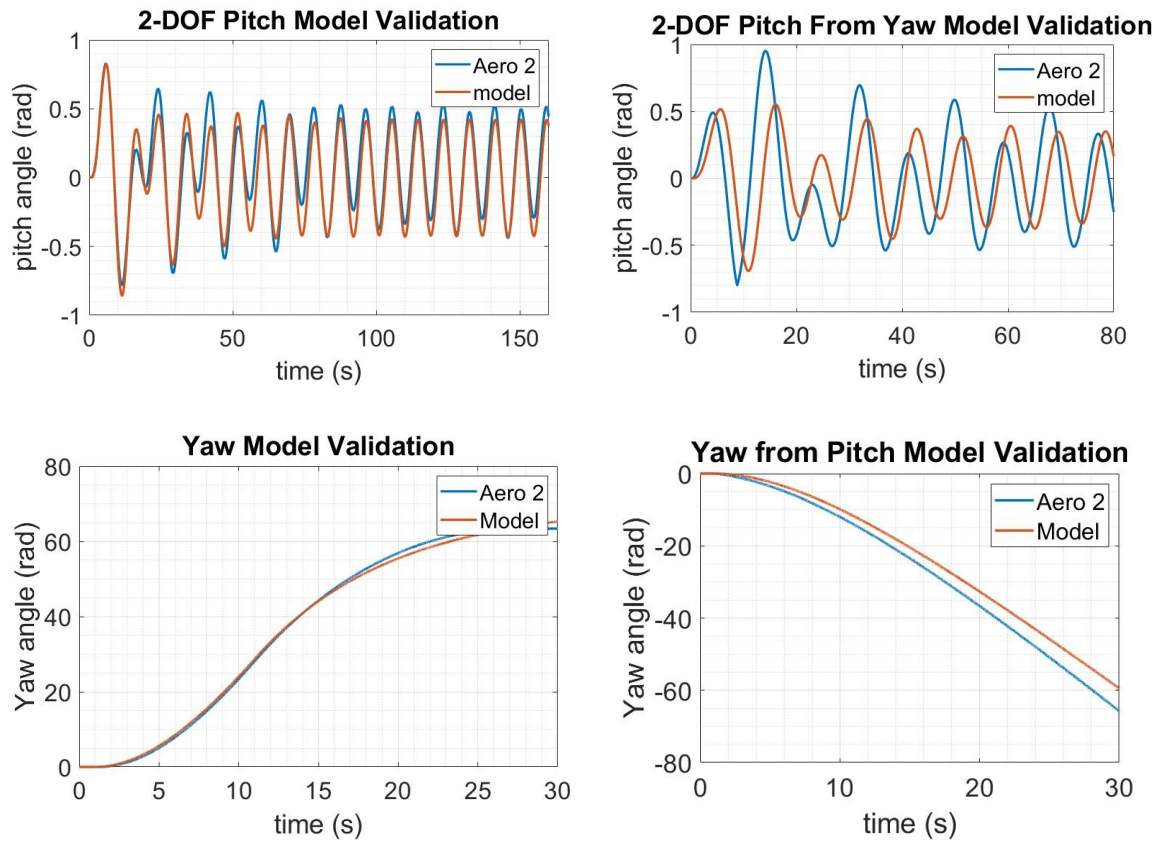 2-DOF Pitch Model Validation
pitch angle (rad)
1
0.5
0
-0.5
-1
0
50
100
150
time (s)
Aero 2
model
2-DOF Pitch From Yaw Model Validation
pitch angle (rad)
1
0.5
0
-0.5
-1
0
20
40
60
80
time (s)
Aero 2
model
Yaw Model Validation
Yaw angle (rad)
80
60
40
20
0
0
5
10
15
20
25
30
time (s)
Aero 2
Model
Yaw from Pitch Model Validation
Yaw angle (rad)
0
-20
-40
-60
-80
0
10
20
30
time (s)
Aero 2
Model